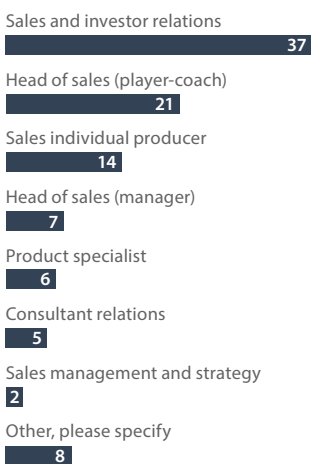 Sales and investor relations
37
Head of sales (player-coach)
21
Sales individual producer
14
Head of sales (manager)
7
Product specialist
6
Consultant relations
5
Sales management and strategy
2
Other, please specify
8